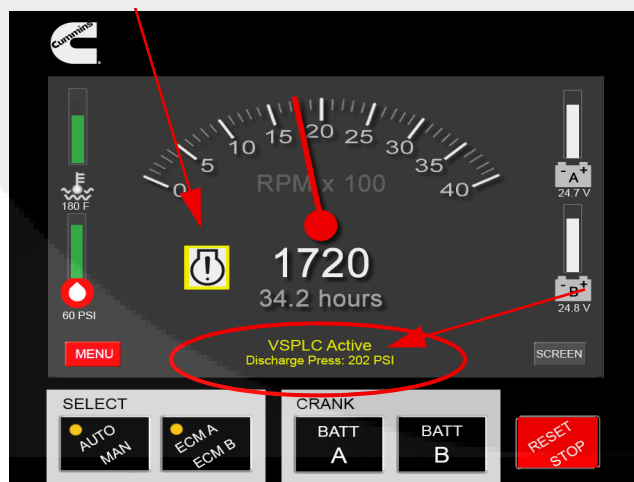 Cummins
0 5 10 15 20 25 30 35 40
RPM x 100
1720
34.2 hours
180 F
60 PSI
- A +
24.7 V
- B +
24.8 V
VSPLC Active
Discharge Press: 202 PSI
MENU
SCREEN
SELECT
AUTO
MAN
ECM A
ECM B
CRANK
BATT
A
BATT
B
RESET
STOP